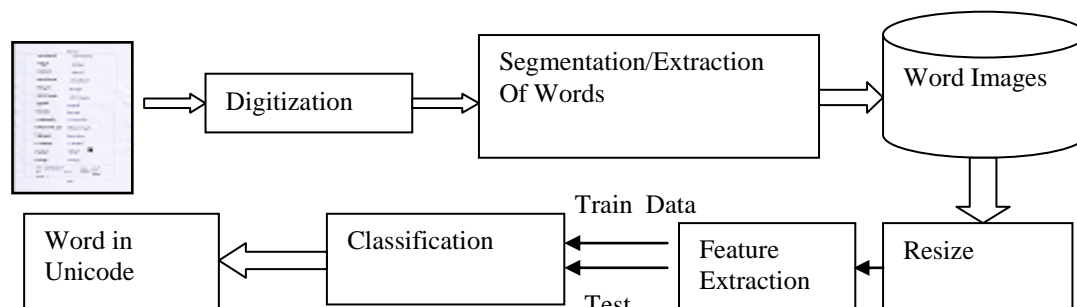 Digitization
Segmentation/Extraction
Of Words
Word Images
Resize
Feature
Extraction
Train Data
Test
Classification
Word in
Unicode